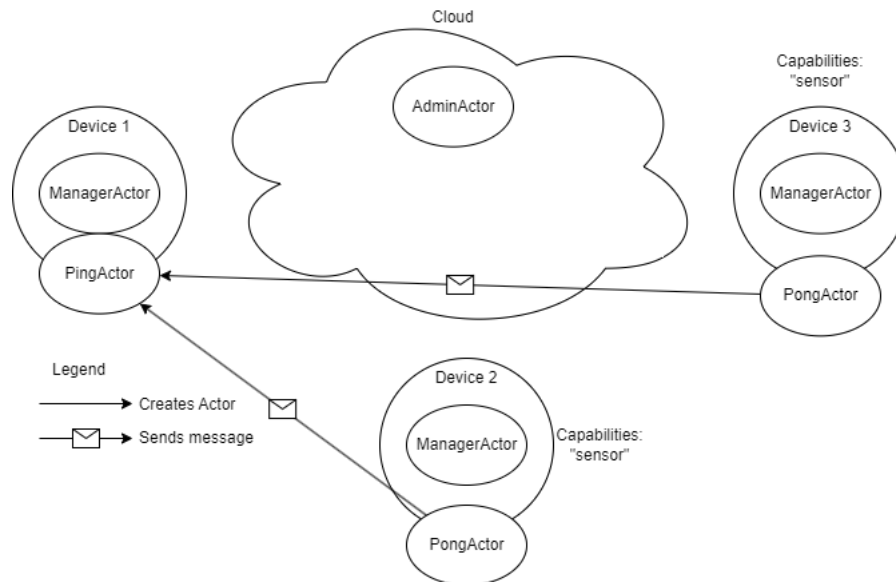 Cloud
AdminActor
Device 1
ManagerActor
PingActor
Capabilities:
"sensor"
Device 3
ManagerActor
PongActor
Legend
Creates Actor
Sends message
Device 2
ManagerActor
Capabilities:
"sensor"
PongActor